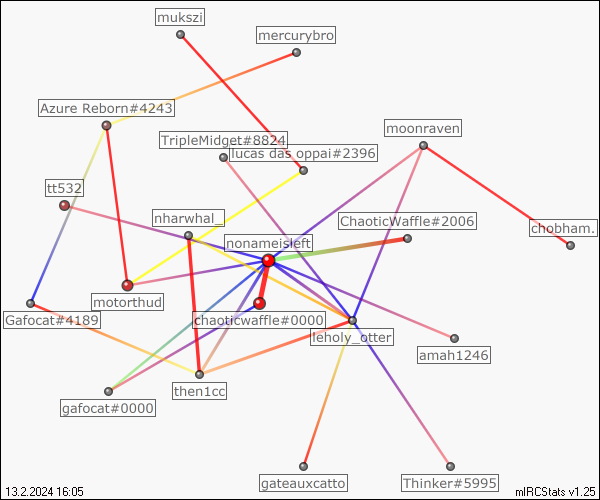 mukszi
mercurybro
Azure Reborn#4243
moonraven
TripleMidget#8824
lucas das oppai#2396
tt532
nharwhal_
ChaoticWaffle#2006
chobham.
nonameisleft
motorthud
Gafocat#4189
chaoticwaffle#0000
leholy_otter
amah1246
then1cc
gafocat#0000
gateauxcatto
Thinker#5995
13.2.2024 16:05
mIRCStats v1.25